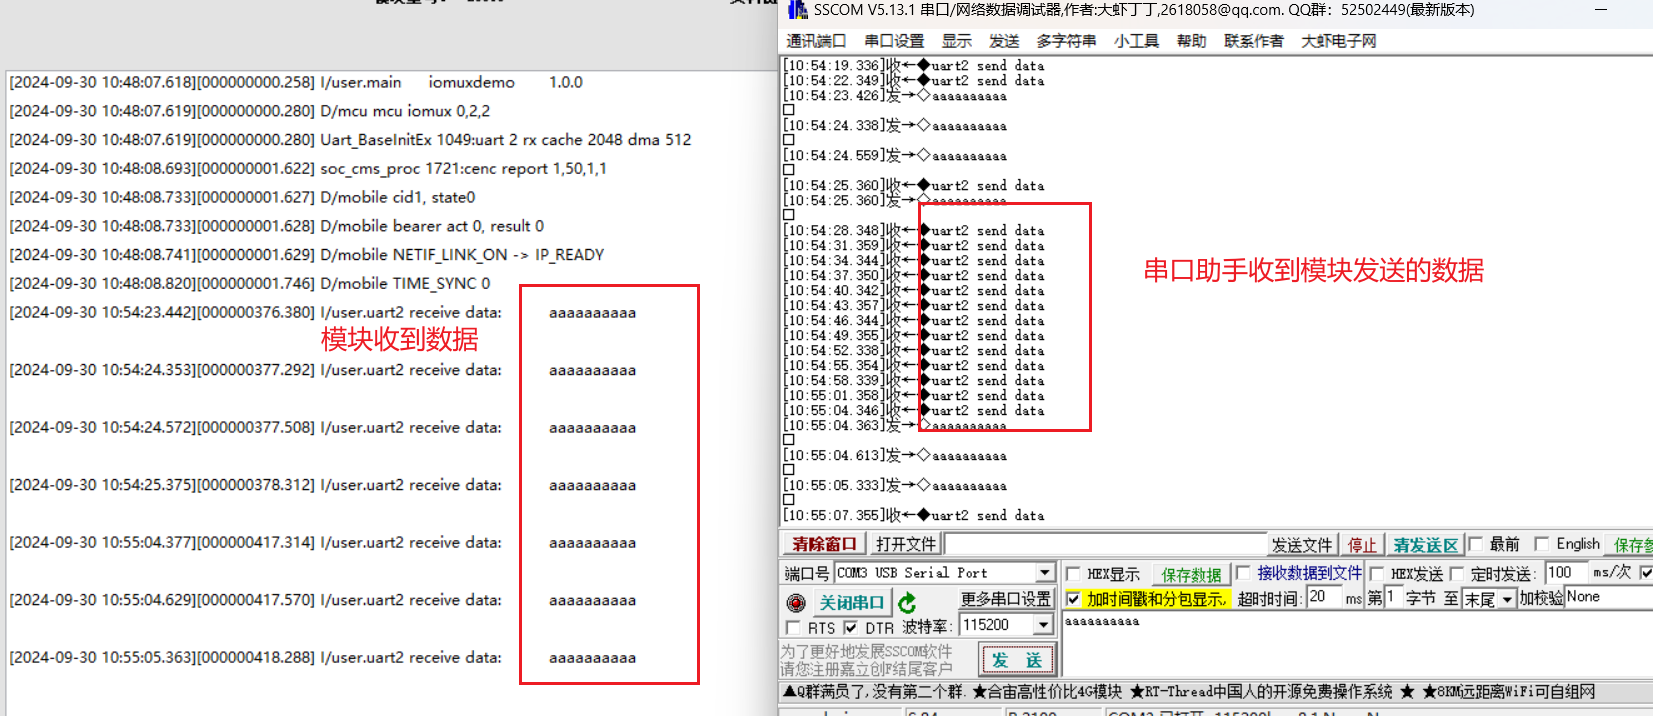 SSCOM V5.13.1 串口/网络数据调试器,作者:大虾丁丁,2618058@qq.com. QQ群：52502449(最新版本)
通讯端口 串口设置 显示 发送 多字符串 小工具 帮助 联系作者 大虾电子网
[2024-09-30 10:48:07.618][000000000.258] I/user.main iomuxdemo 1.0.0
[2024-09-30 10:48:07.619][000000000.280] D/mcu mcu iomux 0,2,2
[2024-09-30 10:48:07.619][000000000.280] Uart_BaseInitEx 1049:uart 2 rx cache 2048 dma 512
[2024-09-30 10:48:08.693][000000001.622] soc_cms_proc 1721:cenc report 1,50,1,1
[2024-09-30 10:48:08.733][000000001.627] D/mobile cid1, state0
[2024-09-30 10:48:08.733][000000001.628] D/mobile bearer act 0, result 0
[2024-09-30 10:48:08.741][000000001.629] D/mobile NETIF_LINK_ON -> IP_READY
[2024-09-30 10:48:08.820][000000001.746] D/mobile TIME_SYNC 0
[2024-09-30 10:54:23.442][000000376.380] I/user.uart2 receive data: aaaaaaaaaa
模块收到数据
[2024-09-30 10:54:24.353][000000377.292] I/user.uart2 receive data: aaaaaaaaaa
[2024-09-30 10:54:24.572][000000377.508] I/user.uart2 receive data: aaaaaaaaaa
[2024-09-30 10:54:25.375][000000378.312] I/user.uart2 receive data: aaaaaaaaaa
[2024-09-30 10:55:04.377][000000417.314] I/user.uart2 receive data: aaaaaaaaaa
[2024-09-30 10:55:04.629][000000417.570] I/user.uart2 receive data: aaaaaaaaaa
[2024-09-30 10:55:05.363][000000418.288] I/user.uart2 receive data: aaaaaaaaaa
[10:54:19.336]收←◆uart2 send data
[10:54:22.349]收←◆uart2 send data
[10:54:23.426]发→◇aaaaaaaaaa
□
[10:54:24.338]发→◇aaaaaaaaaa
□
[10:54:24.559]发→◇aaaaaaaaaa
□
[10:54:25.360]收←◆uart2 send data
[10:54:25.360]发→◇aaaaaaaaaa
□
[10:54:28.348]收←◆uart2 send data
[10:54:31.359]收←◆uart2 send data
[10:54:34.344]收←◆uart2 send data
[10:54:37.350]收←◆uart2 send data
[10:54:40.342]收←◆uart2 send data
[10:54:43.357]收←◆uart2 send data
[10:54:46.344]收←◆uart2 send data
[10:54:49.355]收←◆uart2 send data
[10:54:52.338]收←◆uart2 send data
[10:54:55.354]收←◆uart2 send data
[10:54:58.339]收←◆uart2 send data
[10:55:01.358]收←◆uart2 send data
[10:55:04.346]收←◆uart2 send data
[10:55:04.363]发→◇aaaaaaaaaa
□
[10:55:04.613]发→◇aaaaaaaaaa
□
[10:55:05.333]发→◇aaaaaaaaaa
□
[10:55:07.355]收←◆uart2 send data
串口助手收到模块发送的数据
清除窗口 打开文件 发送文件 停止 清发送区 最前 English 保存参
端口号 COM3 USB Serial Port HEX显示 保存数据 接收数据到文件 HEX发送 定时发送: 100 ms/次
关闭串口 更多串口设置 加时间戳和分包显示, 超时时间: 20 ms 第1 字节 至 末尾 加校验None
RTS DTR 波特率: 115200 aaaaaaaaaa
为了更好地发展SSCOM软件
请您注册嘉立创F结尾客户
发 送
▲Q群满员了,没有第二个群. ★合宙高性价比4G模块 ★RT-Thread中国人的开源免费操作系统 ★ ★8KM远距离WiFi可自组网